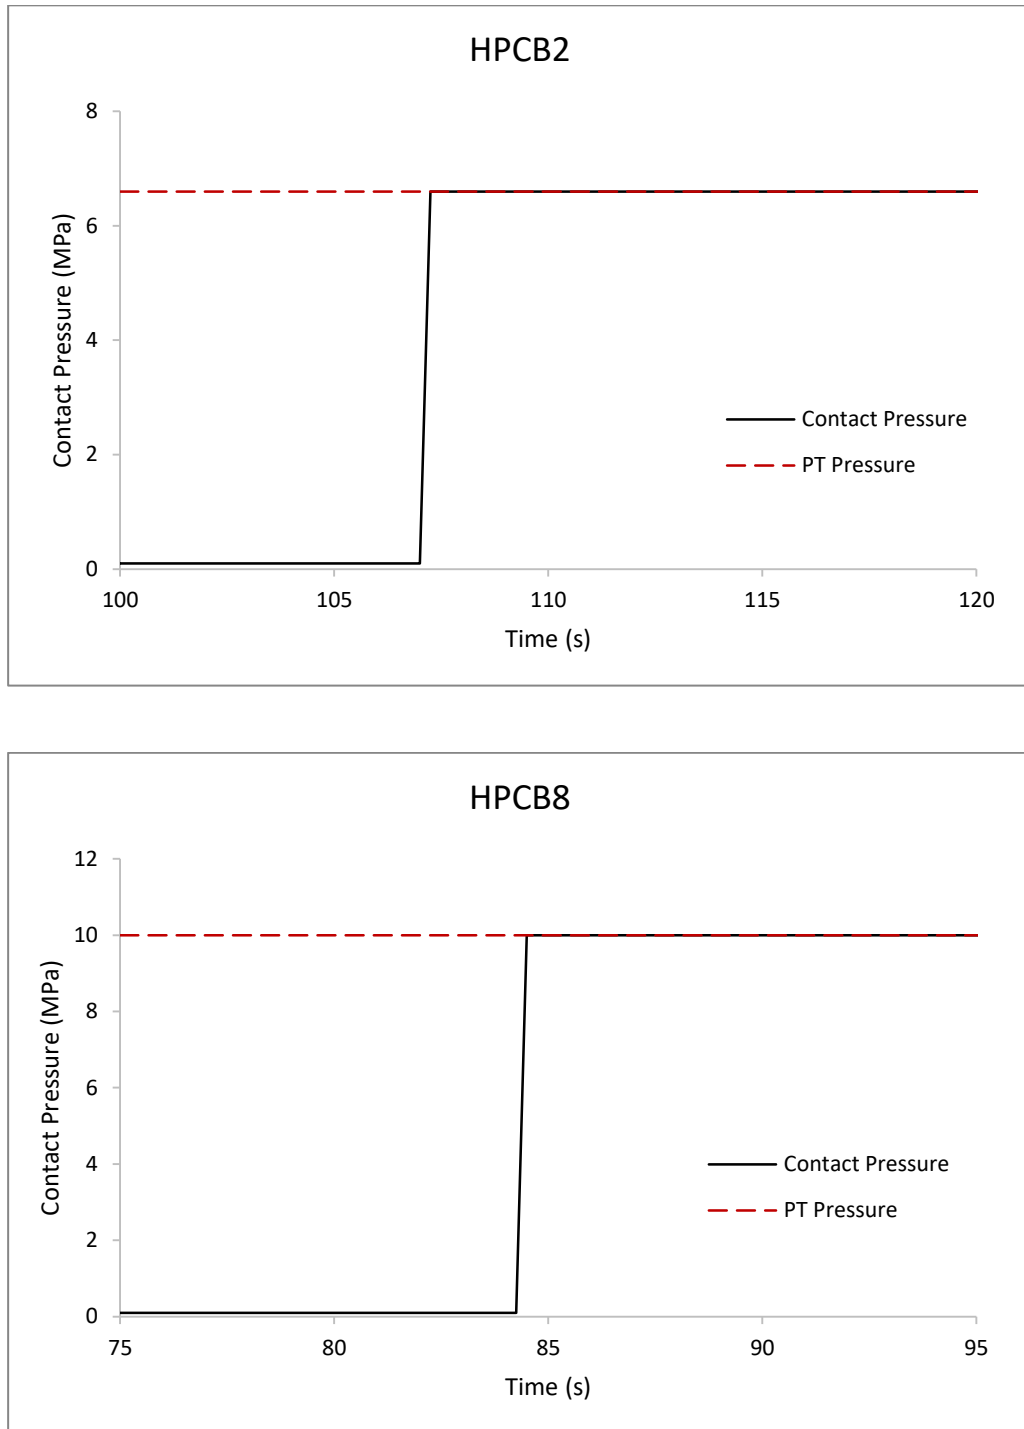 HPCB2
8
6
4
2
0
Contact Pressure (MPa)
Contact Pressure
PT Pressure
100 105 110 115 120
Time (s)
HPCB8
12
10
8
6
4
2
0
Contact Pressure (MPa)
Contact Pressure
PT Pressure
75 80 85 90 95
Time (s)